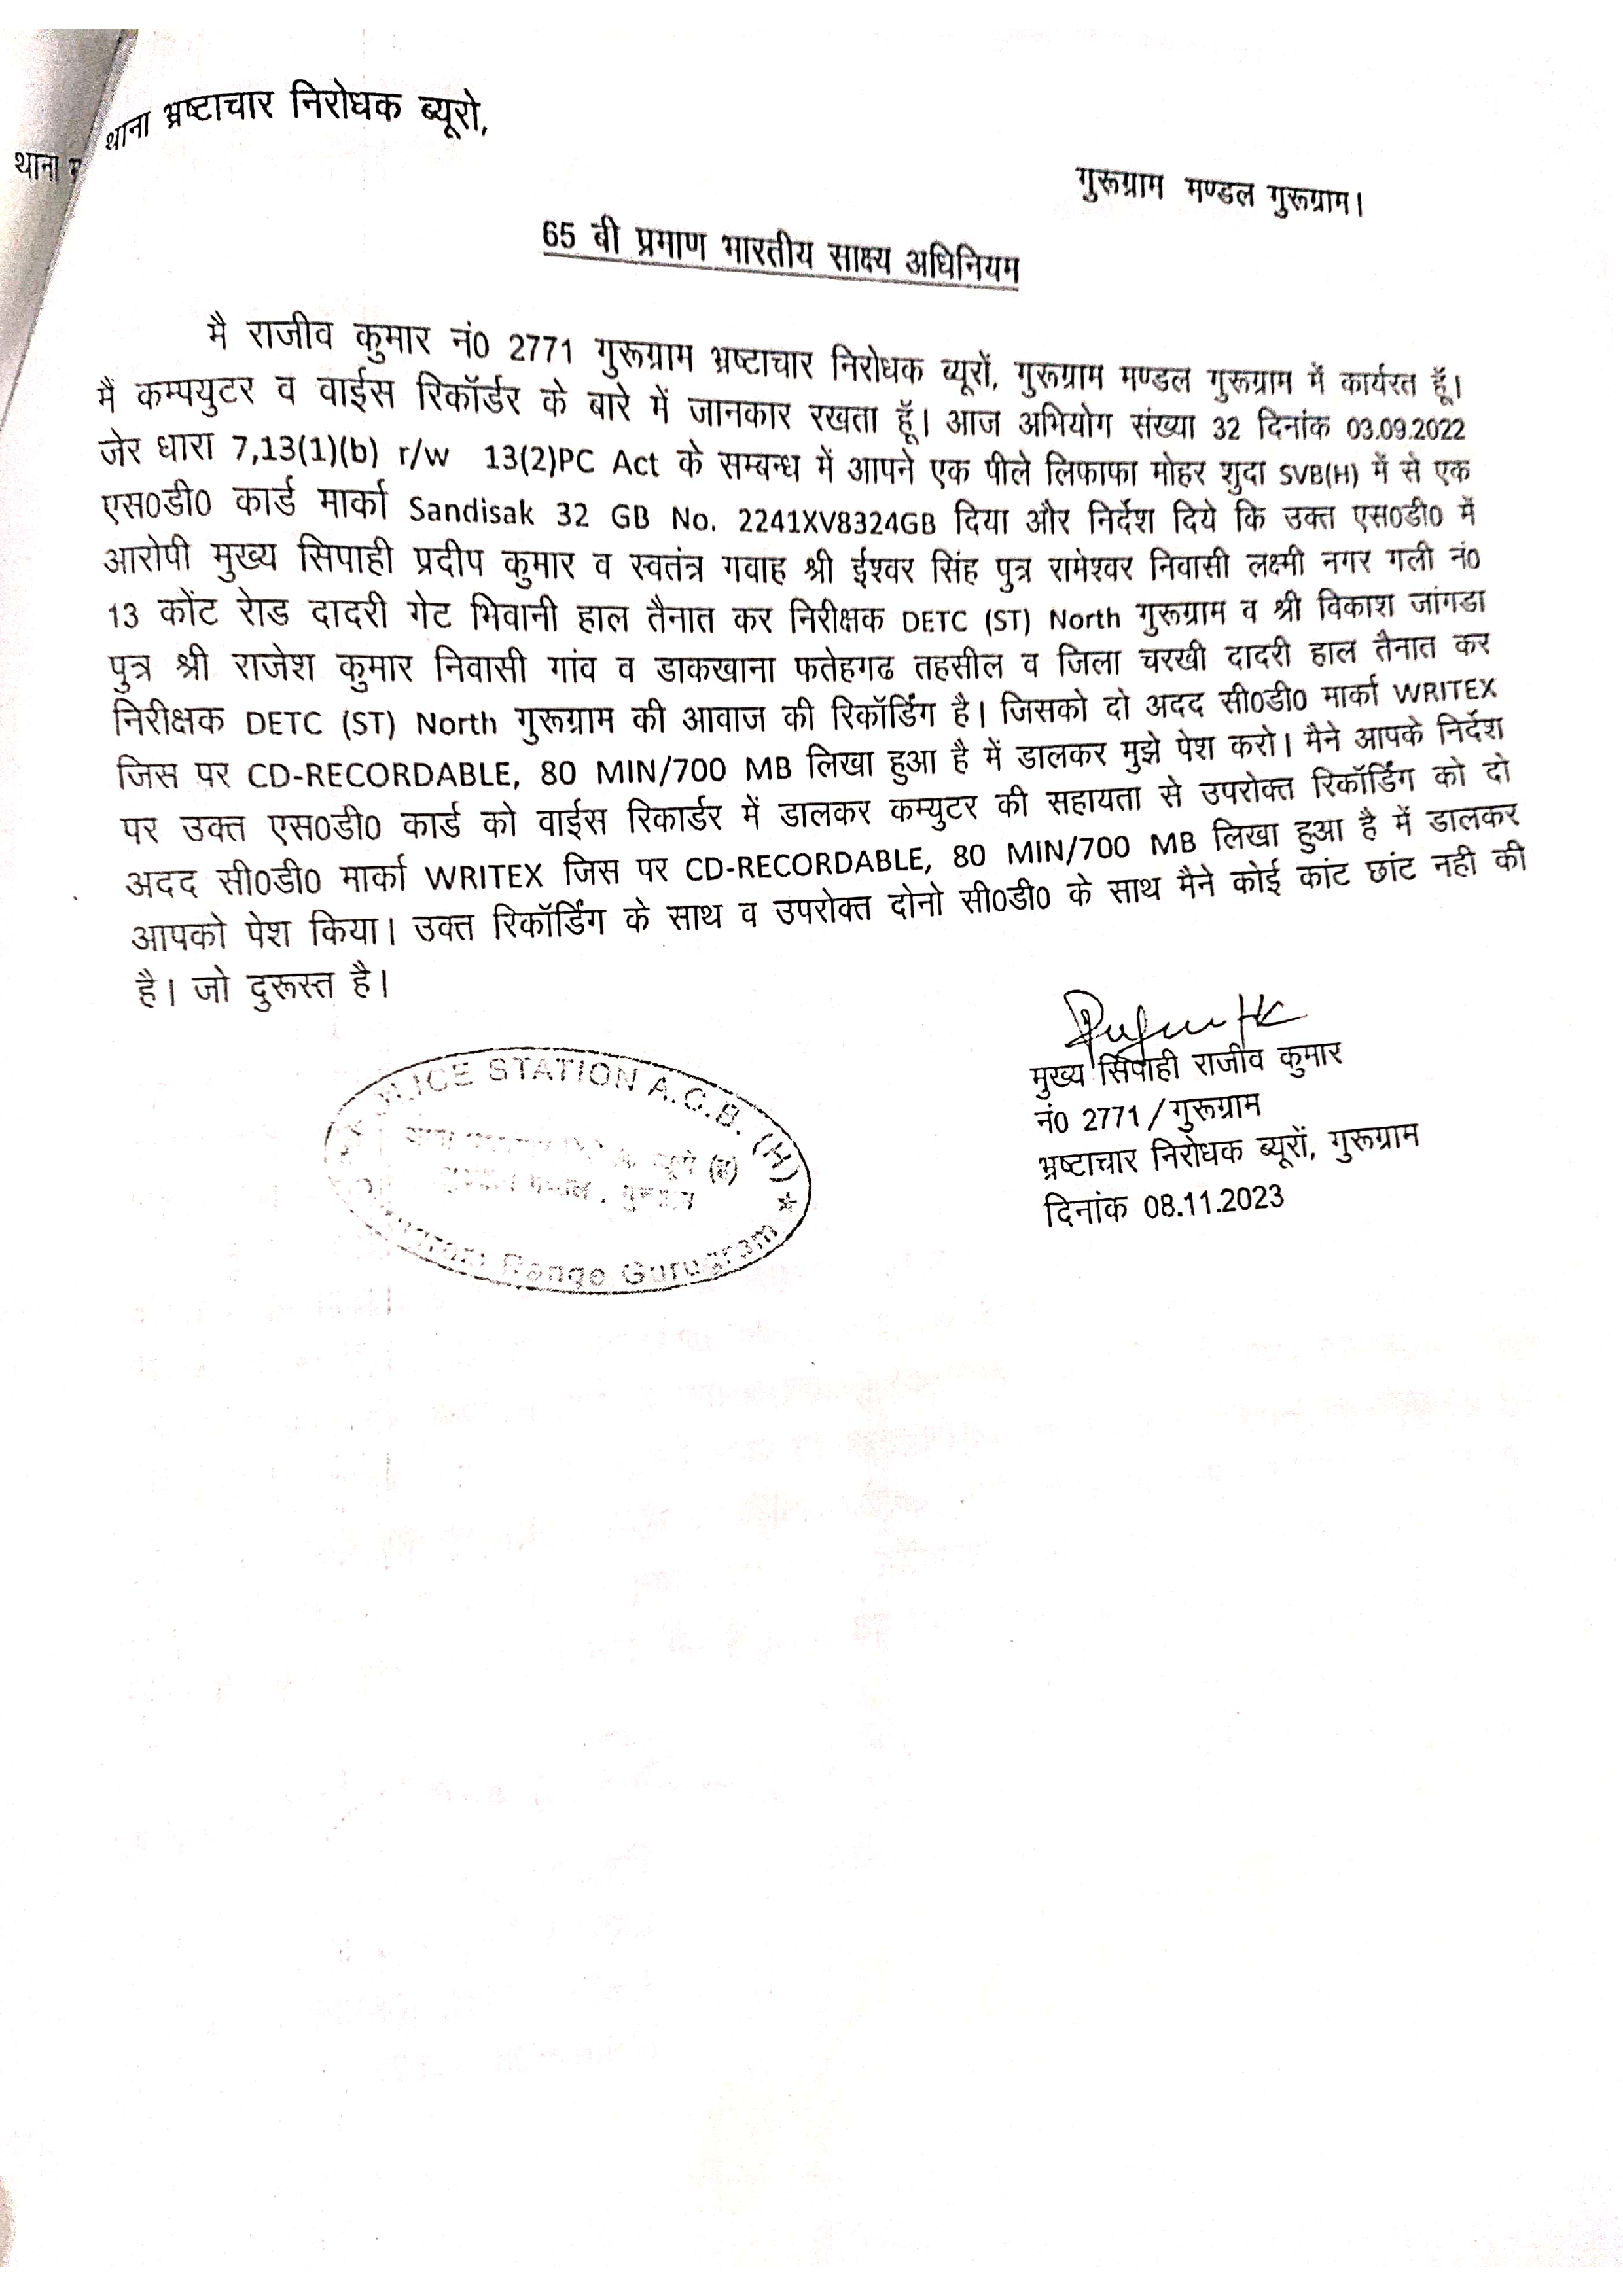 थाना भ्रष्टाचार निरोधक ब्यूरो,
थाना
गुरूग्राम मण्डल गुरूग्राम।
65 बी प्रमाण भारतीय साक्ष्य अधिनियम
मै राजीव कुमार नं0 2771 गुरूग्राम भ्रष्टाचार निरोधक ब्यूरों, गुरूग्राम मण्डल गुरूग्राम में कार्यरत हूॅ।
मैं कम्पयुटर व वाईस रिकॉर्डर के बारे में जानकार रखता हूॅ। आज अभियोग संख्या 32 दिनांक 03.09.2022
जेर धारा 7,13(1)(b) r/w 13(2)PC Act के सम्बन्ध में आपने एक पीले लिफाफा मोहर शुदा SVB(H) में से एक
एस0डी0 कार्ड मार्का Sandisak 32 GB No. 2241XV8324GB दिया और निर्देश दिये कि उक्त एस0डी0 में
आरोपी मुख्य सिपाही प्रदीप कुमार व स्वतंत्र गवाह श्री ईश्वर सिंह पुत्र रामेश्वर निवासी लक्ष्मी नगर गली नं0
13 कोंट रोड दादरी गेट भिवानी हाल तैनात कर निरीक्षक DETC (ST) North गुरूग्राम व श्री विकाश जांगडा
पुत्र श्री राजेश कुमार निवासी गांव व डाकखाना फतेहगढ तहसील व जिला चरखी दादरी हाल तैनात कर
निरीक्षक DETC (ST) North गुरूग्राम की आवाज की रिकॉर्डिंग है। जिसको दो अदद सी0डी0 मार्का WRITEX
जिस पर CD-RECORDABLE, 80 MIN/700 MB लिखा हुआ है में डालकर मुझे पेश करो। मैने आपके निर्देश
पर उक्त एस0डी0 कार्ड को वाईस रिकार्डर में डालकर कम्युटर की सहायता से उपरोक्त रिकॉर्डिंग को दो
अदद सी0डी0 मार्का WRITEX जिस पर CD-RECORDABLE, 80 MIN/700 MB लिखा हुआ है में डालकर
आपको पेश किया। उक्त रिकॉर्डिंग के साथ व उपरोक्त दोनो सी0डी0 के साथ मैने कोई कांट छांट नही की
है। जो दुरूस्त है।
मुख्य सिपाही राजीव कुमार
नं0 2771/गुरूग्राम
भ्रष्टाचार निरोधक ब्यूरों, गुरूग्राम
दिनांक 08.11.2023
STATION A.C.B. (H)
Range Gurugram